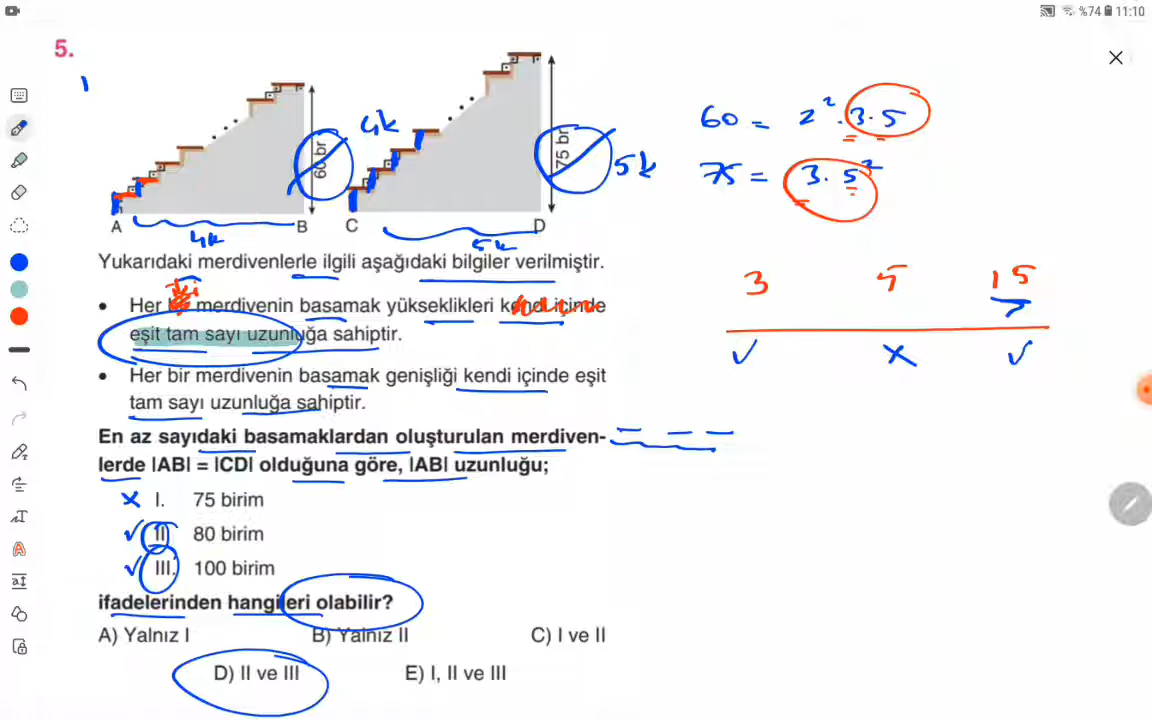 %74 11:10
5.
60 br
75 br
4k
5k
A B C D
4k
5k
60 = 2².3.5
75 = 3.5²
3 5 15
Yukarıdaki merdivenlerle ilgili aşağıdaki bilgiler verilmiştir.
• Her merdivenin basamak yükseklikleri kendi içinde
eşit tam sayı uzunluğa sahiptir.
• Her bir merdivenin basamak genişliği kendi içinde eşit
tam sayı uzunluğa sahiptir.
En az sayıdaki basamaklardan oluşturulan merdiven-
lerde |AB| = |CD| olduğuna göre, |AB| uzunluğu;
I. 75 birim
II. 80 birim
III. 100 birim
ifadelerinden hangileri olabilir?
A) Yalnız I B) Yalnız II C) I ve II
D) II ve III E) I, II ve III